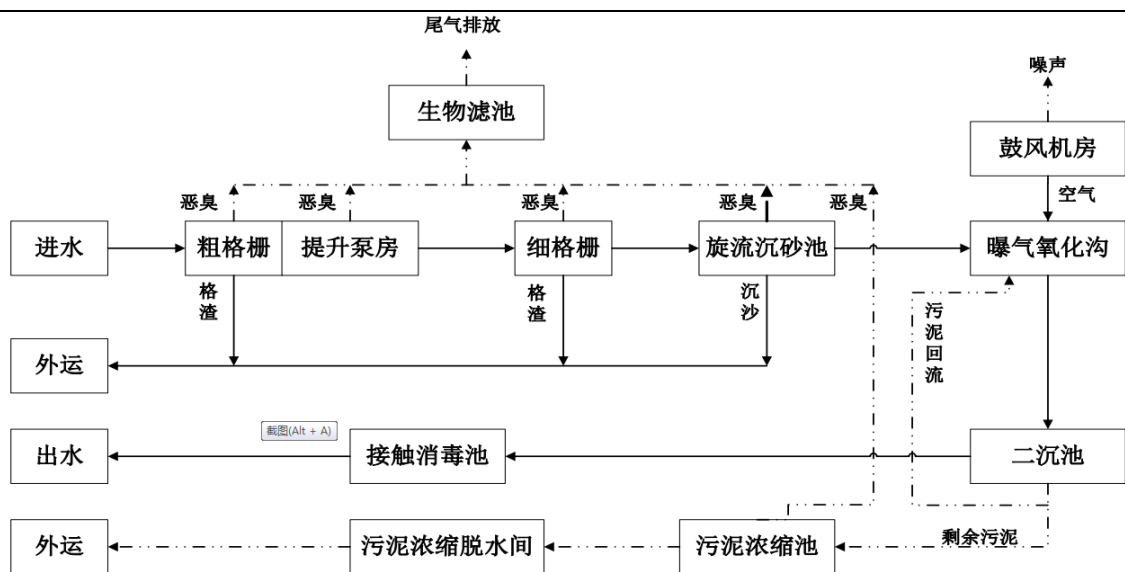 尾气排放
噪声
生物滤池
鼓风机房
恶臭
恶臭
恶臭
恶臭
恶臭
空气
进水
粗格栅
提升泵房
细格栅
旋流沉砂池
曝气氧化沟
格渣
格渣
沉沙
污泥回流
外运
截图(Alt + A)
出水
接触消毒池
二沉池
剩余污泥
外运
污泥浓缩脱水间
污泥浓缩池